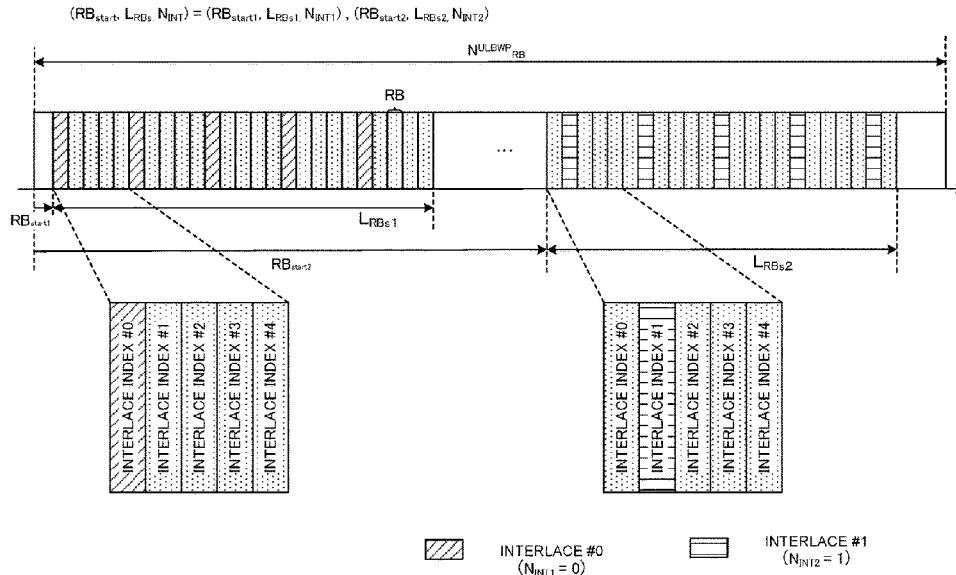 (RBstart, LRBs, NINT) = (RBstart1, LRBs1, NINT1) , (RBstart2, LRBs2, NINT2)
N^ULBWP_RB
RB
...
RBstart1
LRBs1
RBstart2
LRBs2
INTERLACE INDEX #0
INTERLACE INDEX #1
INTERLACE INDEX #2
INTERLACE INDEX #3
INTERLACE INDEX #4
INTERLACE INDEX #0
INTERLACE INDEX #1
INTERLACE INDEX #2
INTERLACE INDEX #3
INTERLACE INDEX #4
INTERLACE #0
(NINT1 = 0)
INTERLACE #1
(NINT2 = 1)